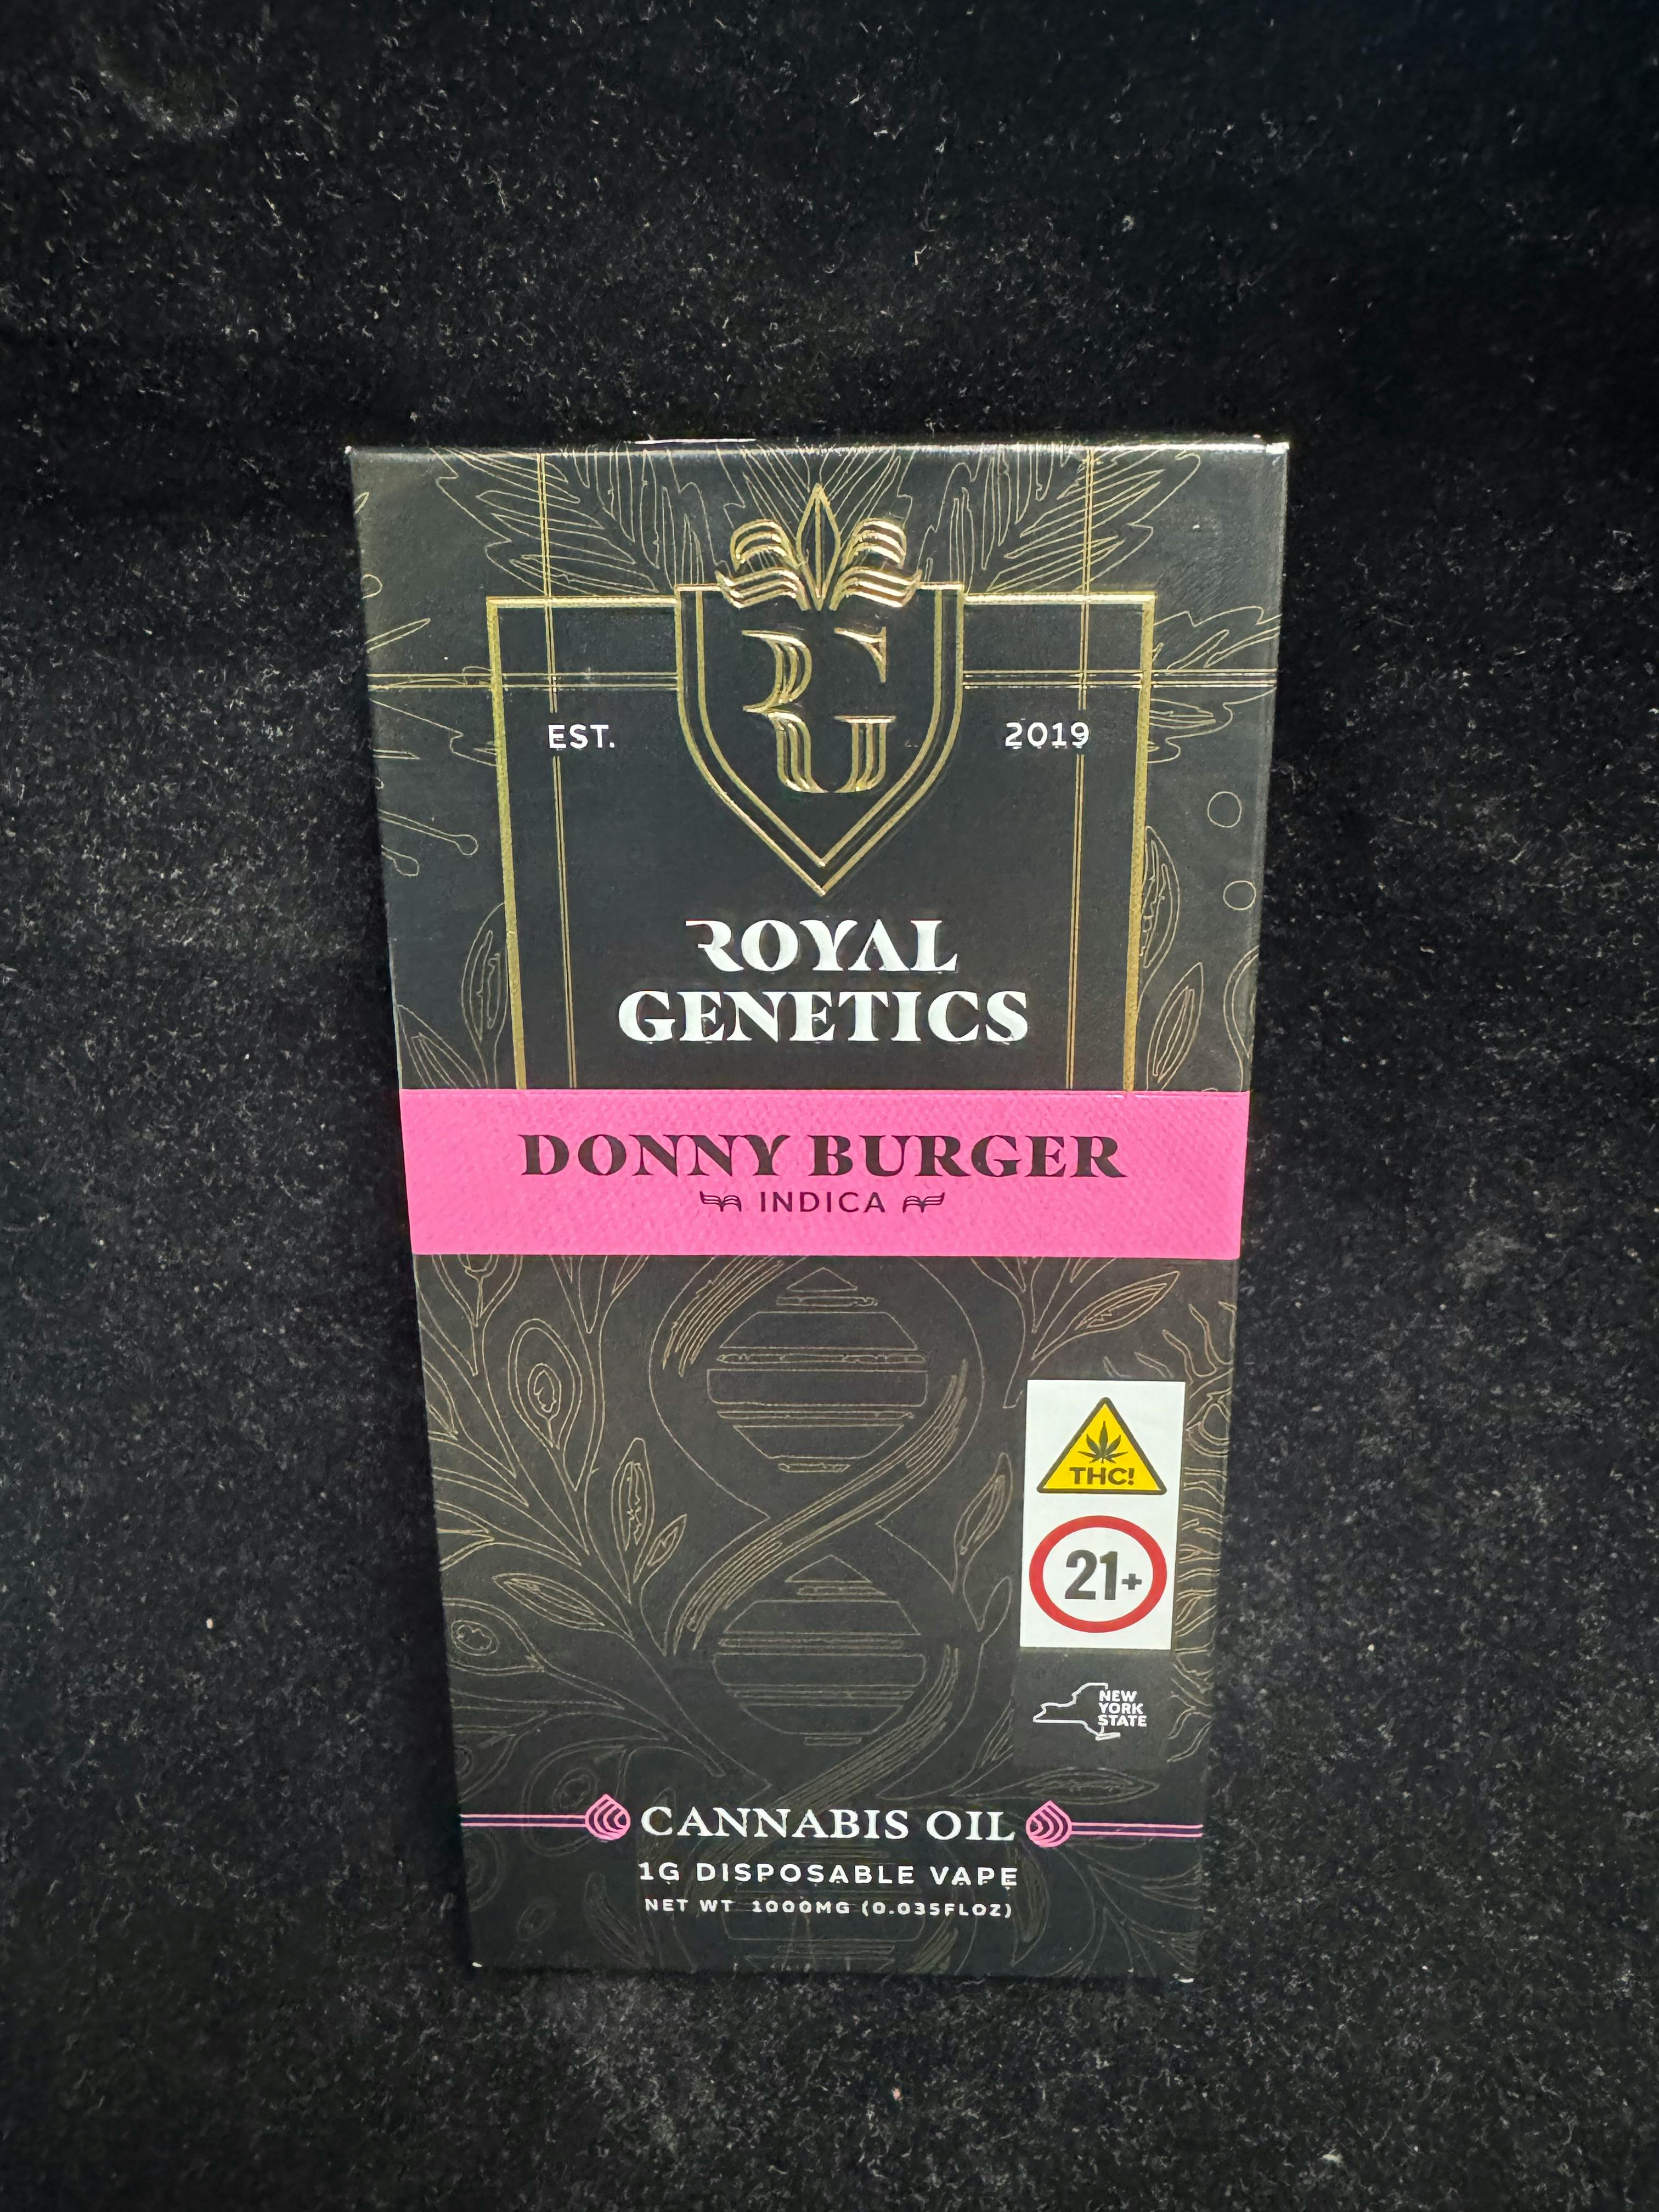 RG
EST. 2019
ROYAL
GENETICS
DONNY BURGER
INDICA
THC!
21+
NEW
YORK
STATE
CANNABIS OIL
1G DISPOSABLE VAPE
NET WT 1000MG (0.035FLOZ)